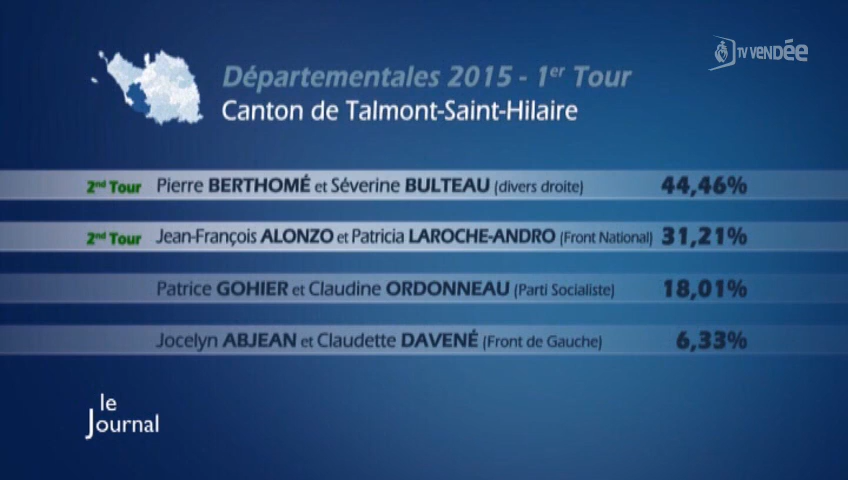 TV VENDÉE
Départementales 2015 - 1er Tour
Canton de Talmont-Saint-Hilaire
2nd Tour Pierre BERTHOMÉ et Séverine BULTEAU (divers droite) 44,46%
2nd Tour Jean-François ALONZO et Patricia LAROCHE-ANDRO (Front National) 31,21%
Patrice GOHIER et Claudine ORDONNEAU (Parti Socialiste) 18,01%
Jocelyn ABJEAN et Claudette DAVENÉ (Front de Gauche) 6,33%
le
Journal